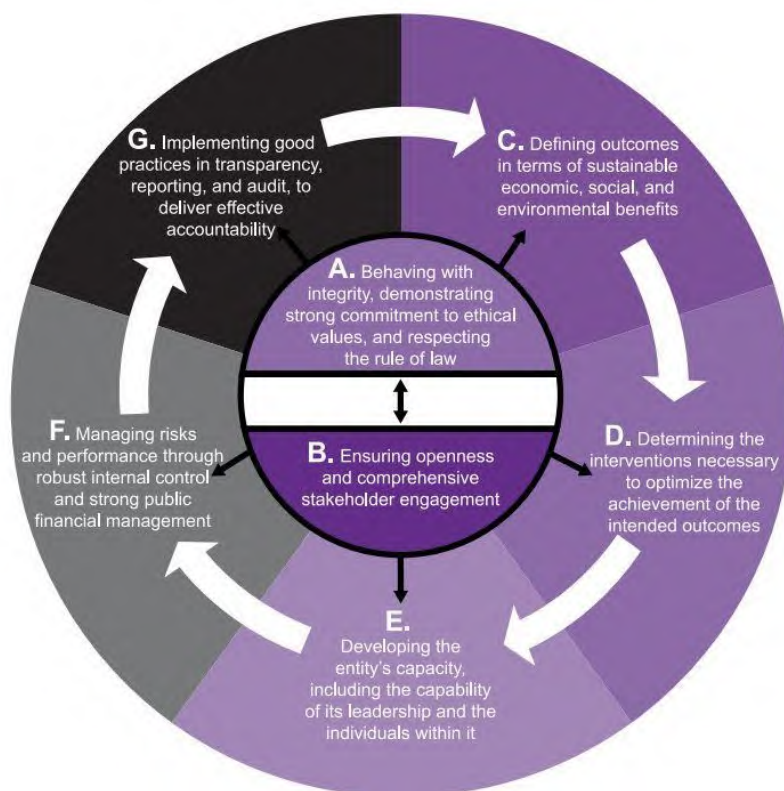 G. Implementing good
practices in transparency,
reporting, and audit, to
deliver effective
accountability
C. Defining outcomes
in terms of sustainable
economic, social, and
environmental benefits
A. Behaving with
integrity, demonstrating
strong commitment to ethical
values, and respecting
the rule of law
F. Managing risks
and performance through
robust internal control
and strong public
financial management
B. Ensuring openness
and comprehensive
stakeholder engagement
D. Determining the
interventions necessary
to optimize the
achievement of the
intended outcomes
E.
Developing the
entity's capacity,
including the capability
of its leadership and the
individuals within it